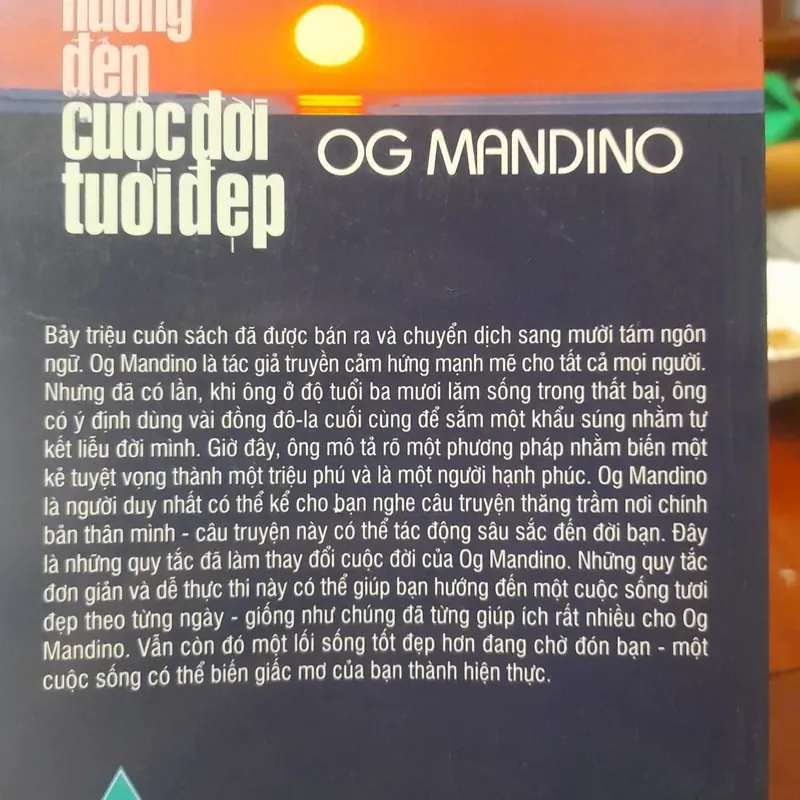 hướng
đến
cuộc đời
tươi đẹp
OG MANDINO
Bảy triệu cuốn sách đã được bán ra và chuyển dịch sang mười tám ngôn
ngữ. Og Mandino là tác giả truyền cảm hứng mạnh mẽ cho tất cả mọi người.
Nhưng đã có lần, khi ông ở độ tuổi ba mươi lăm sống trong thất bại, ông
có ý định dùng vài đồng đô-la cuối cùng để sắm một khẩu súng nhằm tự
kết liễu đời mình. Giờ đây, ông mô tả rõ một phương pháp nhằm biến một
kẻ tuyệt vọng thành một triệu phú và là một người hạnh phúc. Og Mandino
là người duy nhất có thể kể cho bạn nghe câu truyện thăng trầm nơi chính
bản thân mình - câu truyện này có thể tác động sâu sắc đến đời bạn. Đây
là những quy tắc đã làm thay đổi cuộc đời của Og Mandino. Những quy tắc
đơn giản và dễ thực thi này có thể giúp bạn hướng đến một cuộc sống tươi
đẹp theo từng ngày - giống như chúng đã từng giúp ích rất nhiều cho Og
Mandino. Vẫn còn đó một lối sống tốt đẹp hơn đang chờ đón bạn - một
cuộc sống có thể biến giấc mơ của bạn thành hiện thực.